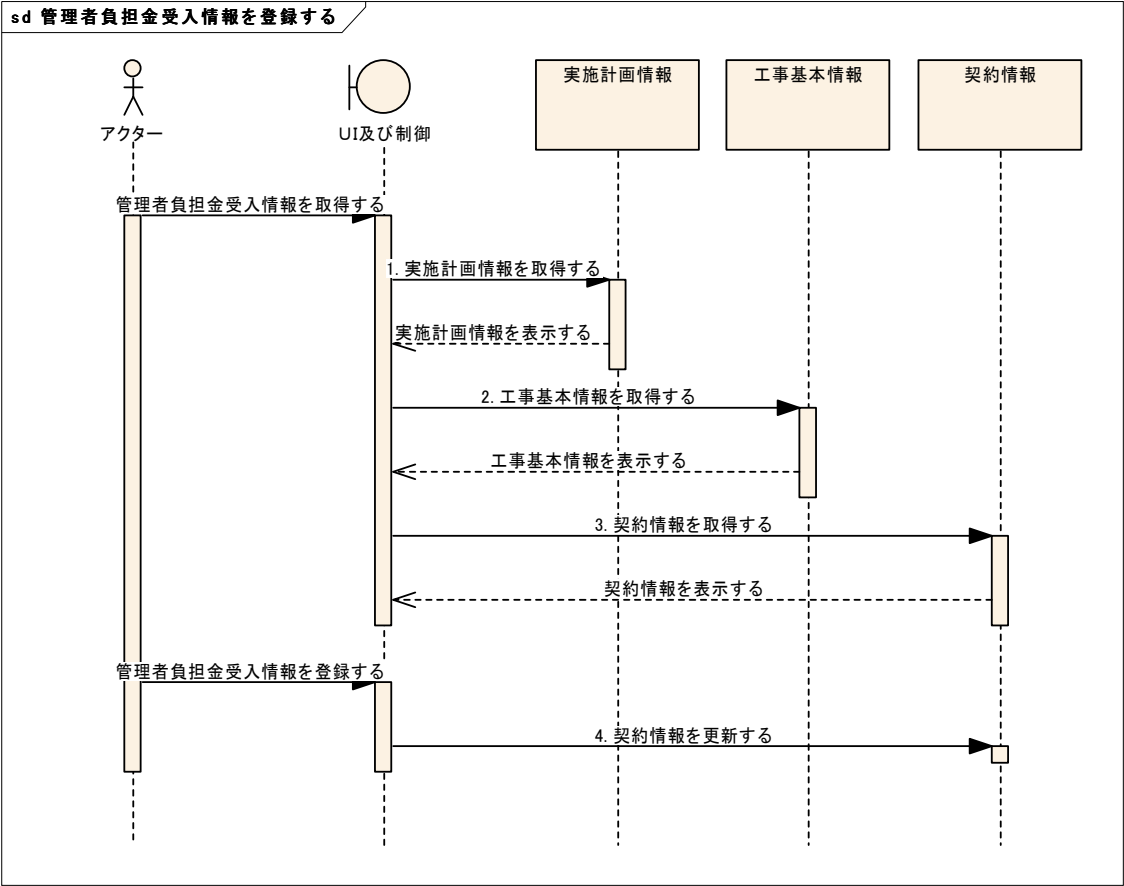 sd 管理者負担金受入情報を登録する
アクター
UI及び制御
実施計画情報
工事基本情報
契約情報
管理者負担金受入情報を取得する
1. 実施計画情報を取得する
実施計画情報を表示する
2. 工事基本情報を取得する
工事基本情報を表示する
3. 契約情報を取得する
契約情報を表示する
管理者負担金受入情報を登録する
4. 契約情報を更新する